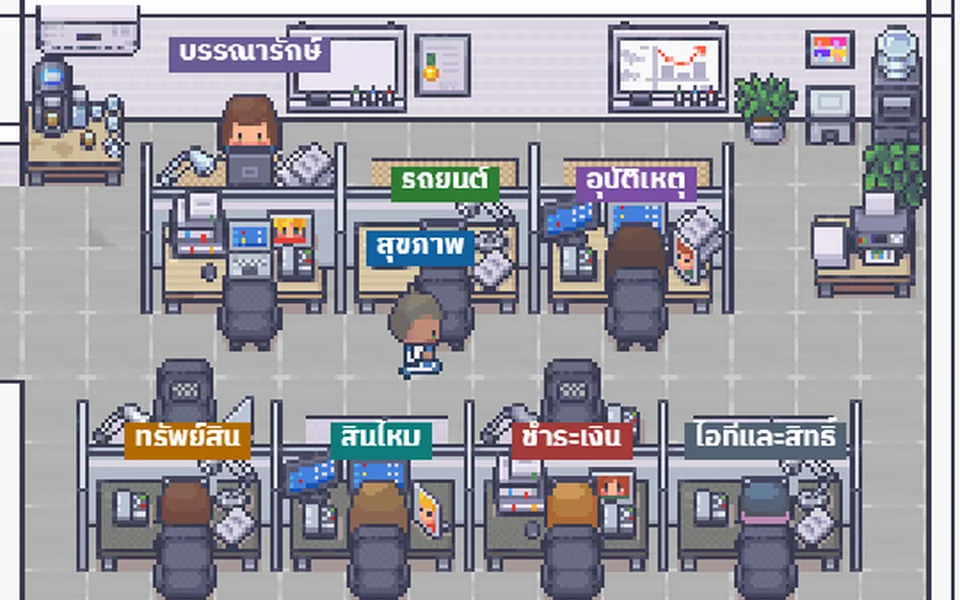 บรรณารักษ์
รถยนต์
อุบัติเหตุ
สุขภาพ
ทรัพย์สิน
สินไหม
ชำระเงิน
ไอทีและสิทธิ์